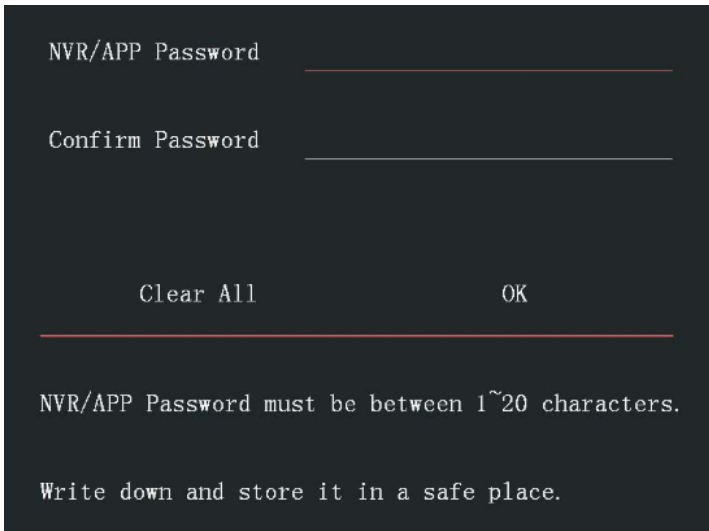 NVR/APP Password
Confirm Password
Clear All OK
NVR/APP Password must be between 1~20 characters.
Write down and store it in a safe place.